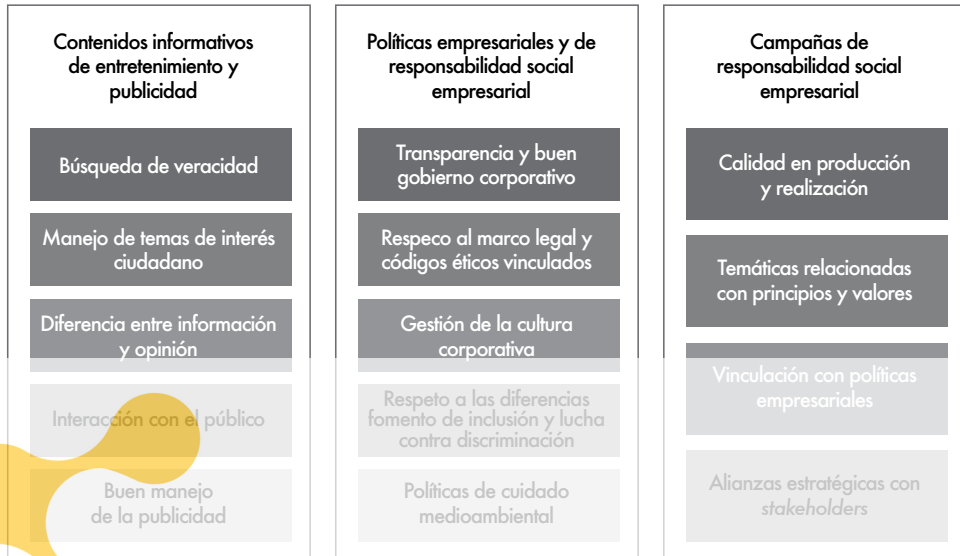 Contenidos informativos
de entretenimiento y
publicidad
Búsqueda de veracidad
Manejo de temas de interés
ciudadano
Diferencia entre información
y opinión
Interacción con el público
Buen manejo
de la publicidad
Políticas empresariales y de
responsabilidad social
empresarial
Transparencia y buen
gobierno corporativo
Respeco al marco legal y
códigos éticos vinculados
Gestión de la cultura
corporativa
Respeto a las diferencias
fomento de inclusión y lucha
contra discriminación
Políticas de cuidado
medioambiental
Campañas de
responsabilidad social
empresarial
Calidad en producción
y realización
Temáticas relacionadas
con principios y valores
Vinculación con políticas
empresariales
Alianzas estratégicas con
stakeholders